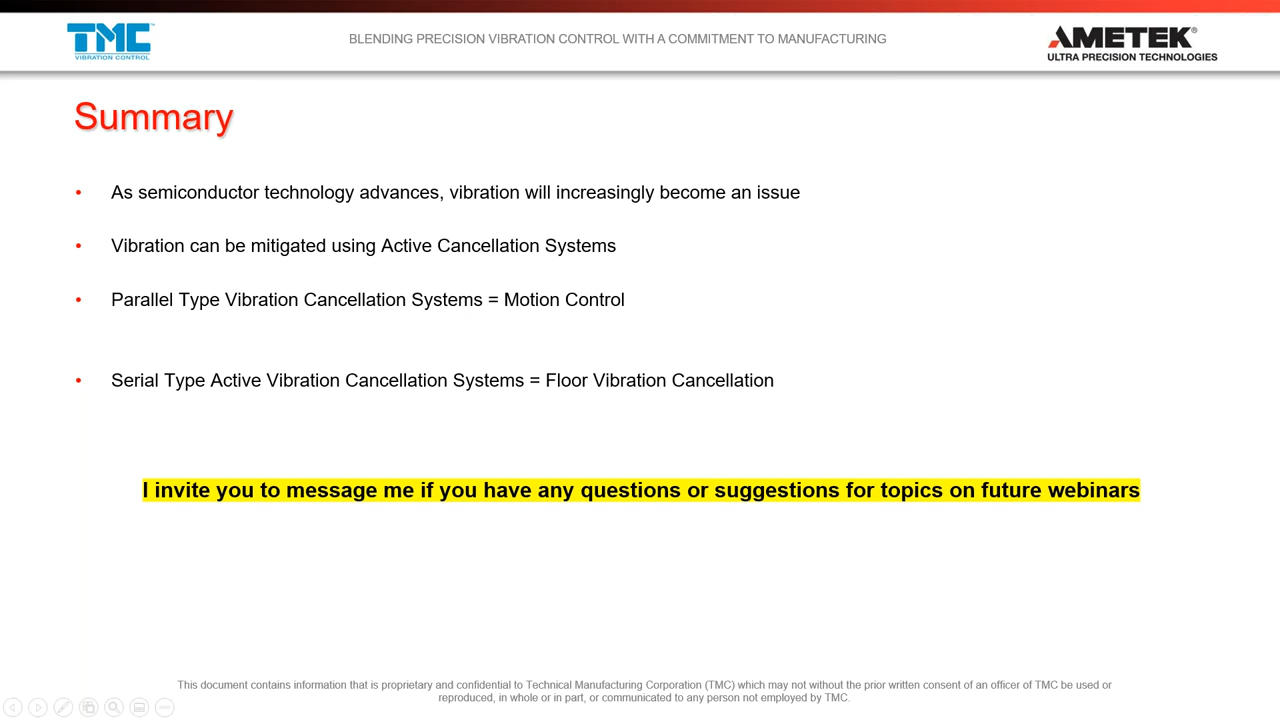 TMC™
VIBRATION CONTROL
BLENDING PRECISION VIBRATION CONTROL WITH A COMMITMENT TO MANUFACTURING
AMETEK®
ULTRA PRECISION TECHNOLOGIES
Summary
• As semiconductor technology advances, vibration will increasingly become an issue
• Vibration can be mitigated using Active Cancellation Systems
• Parallel Type Vibration Cancellation Systems = Motion Control
• Serial Type Active Vibration Cancellation Systems = Floor Vibration Cancellation
I invite you to message me if you have any questions or suggestions for topics on future webinars
This document contains information that is proprietary and confidential to Technical Manufacturing Corporation (TMC) which may not without the prior written consent of an officer of TMC be used or
reproduced, in whole or in part, or communicated to any person not employed by TMC.